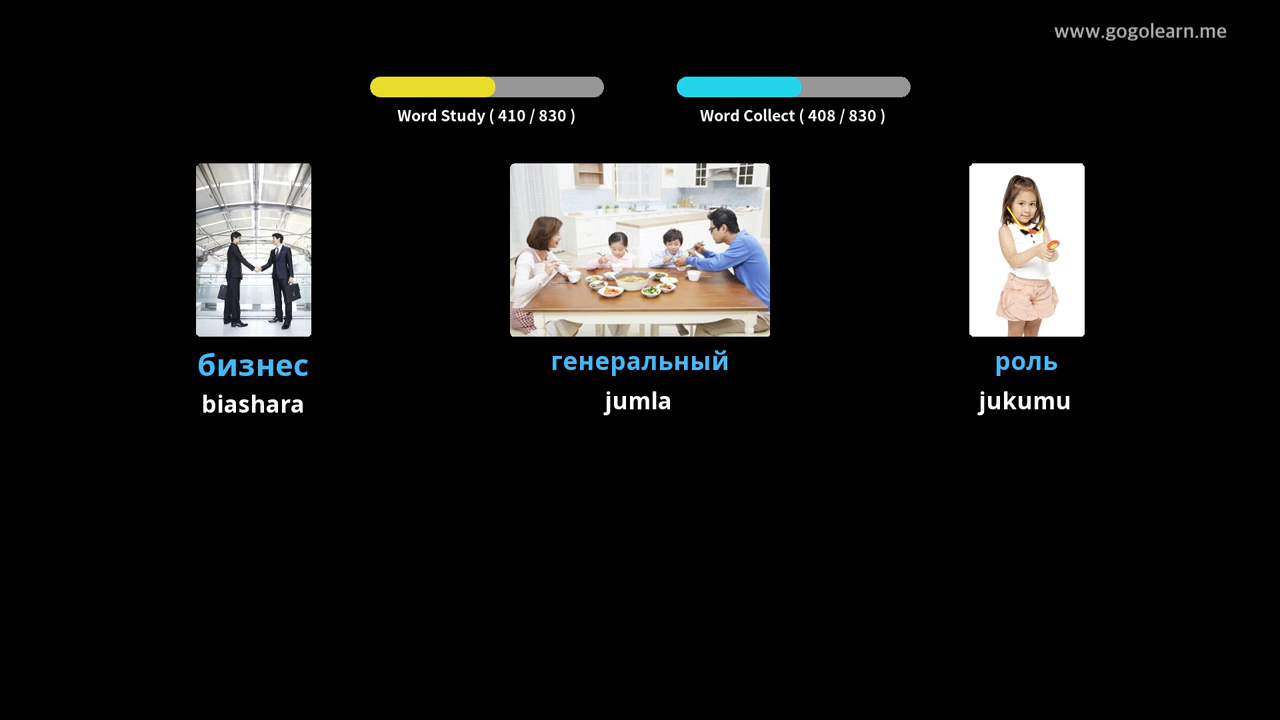 www.gogolearn.me
Word Study ( 410 / 830 )
Word Collect ( 408 / 830 )
бизнес
biashara
генеральный
jumla
роль
jukumu